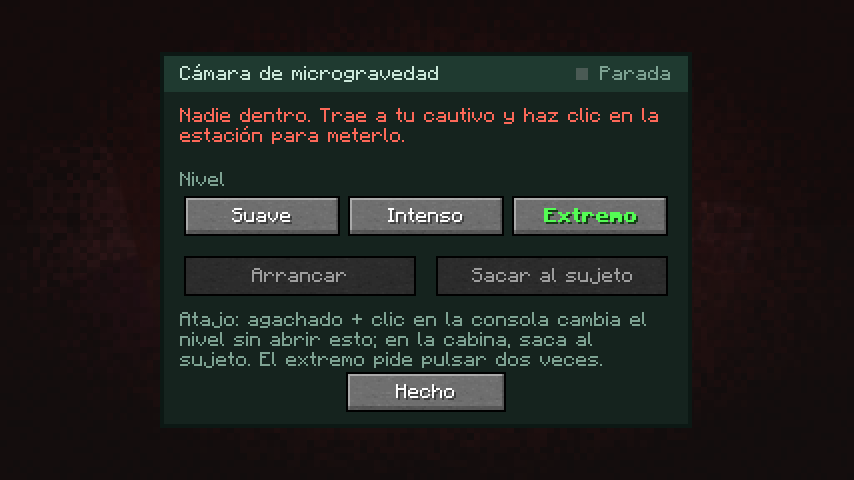 Cámara de microgravedad
Parada
Nadie dentro. Trae a tu cautivo y haz clic en la
estación para meterlo.
Nivel
Suave
Intenso
Extremo
Arrancar
Sacar al sujeto
Atajo: agachado + clic en la consola cambia el
nivel sin abrir esto; en la cabina, saca al
sujeto. El extremo pide pulsar dos veces.
Hecho